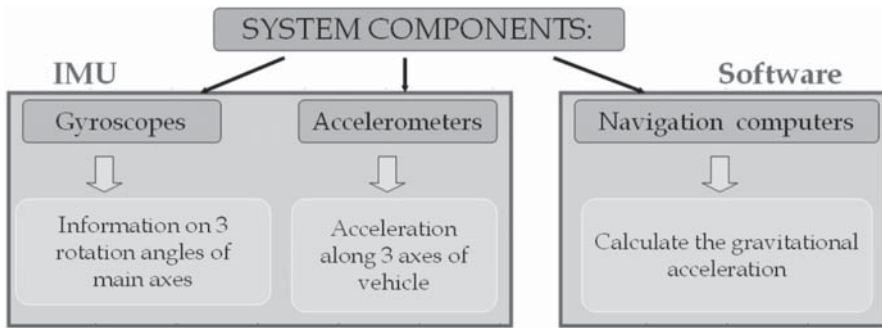 SYSTEM COMPONENTS:
IMU
Software
Gyroscopes
Accelerometers
Navigation computers
Information on 3
rotation angles of
main axes
Acceleration
along 3 axes of
vehicle
Calculate the gravitational
acceleration